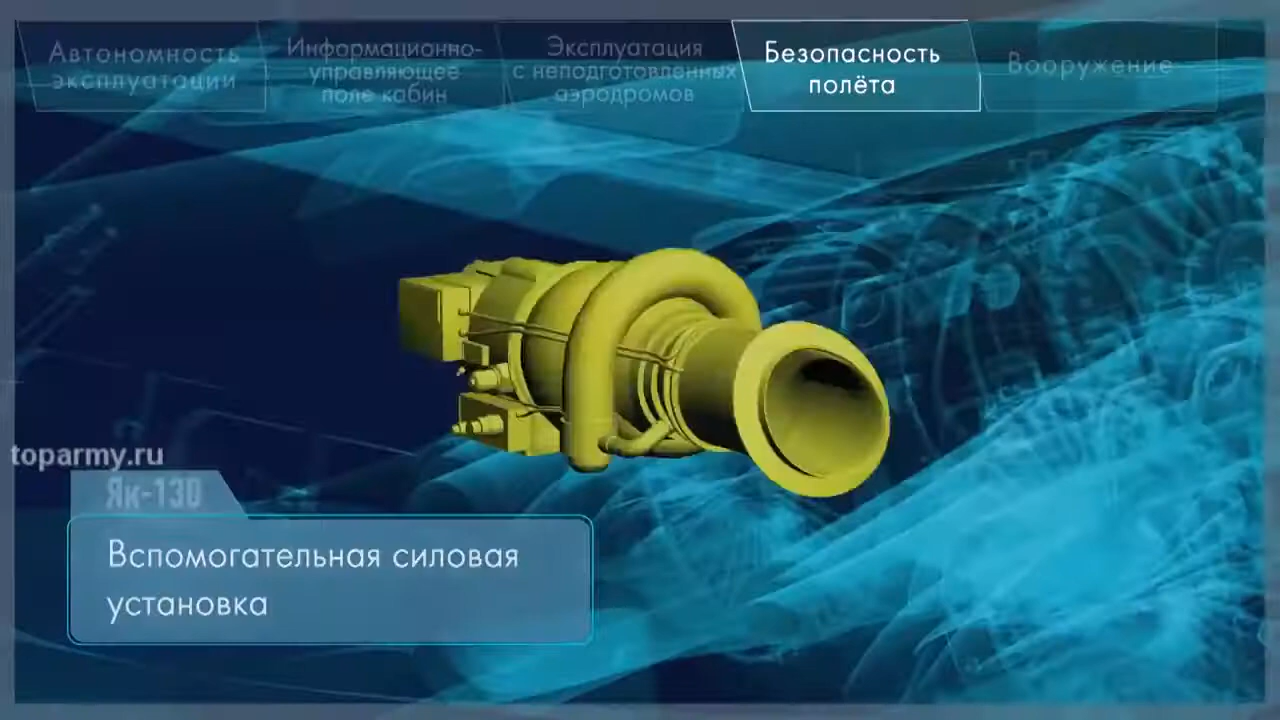 Автономность
эксплуатации
Информационно-
управляющее
поле кабин
Эксплуатация
с неподготовленных
аэродромов
Безопасность
полёта
Вооружение
toparmy.ru
Як-130
Вспомогательная силовая
установка